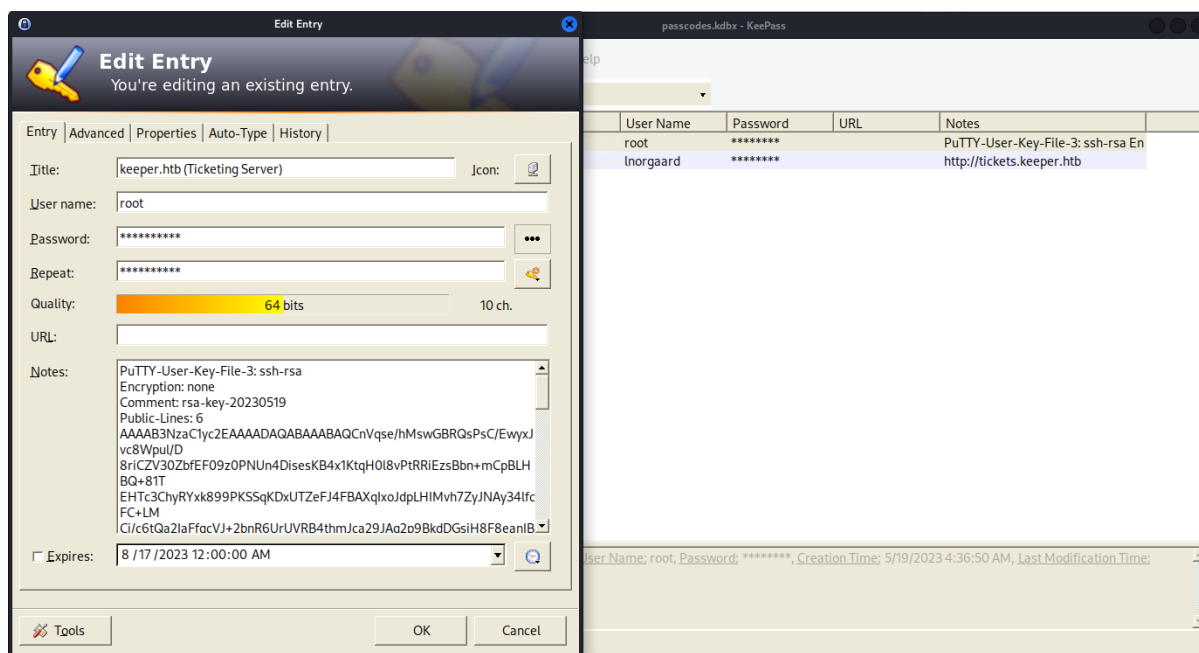 Edit Entry
Edit Entry
You're editing an existing entry.
Entry Advanced Properties Auto-Type History
Title: keeper.htb (Ticketing Server) Icon:
User name: root
Password: **********
Repeat: **********
Quality: 64 bits 10 ch.
URL:
Notes: PuTTY-User-Key-File-3: ssh-rsa
Encryption: none
Comment: rsa-key-20230519
Public-Lines: 6
AAAAB3NzaC1yc2EAAAADAQABAAABAQCnVqse/hMswGBRQsPsC/EwyxJ
vc8Wpul/D
8riCZV30ZbfEF09z0PNUn4DisesKB4x1KtqH0l8vPtRRiEzsBbn+mCpBLH
BQ+81T
EHTc3ChyRYxk899PKSSqKDxUTZeFJ4FBAXqIxoJdpLHIMvh7ZyJNAy34lfc
FC+LM
Cj/c6tQa2IaFfqcVJ+2bnR6UrUVRB4thmJca29JAq2p9BkdDGsiH8F8eanIB
Expires: 8 /17 /2023 12:00:00 AM
Tools OK Cancel
passcodes.kdbx - KeePass
elp
User Name Password URL Notes
root ******** PuTTY-User-Key-File-3: ssh-rsa En
lnorgaard ******** http://tickets.keeper.htb
User Name: root, Password: ********, Creation Time: 5/19/2023 4:36:50 AM, Last Modification Time: